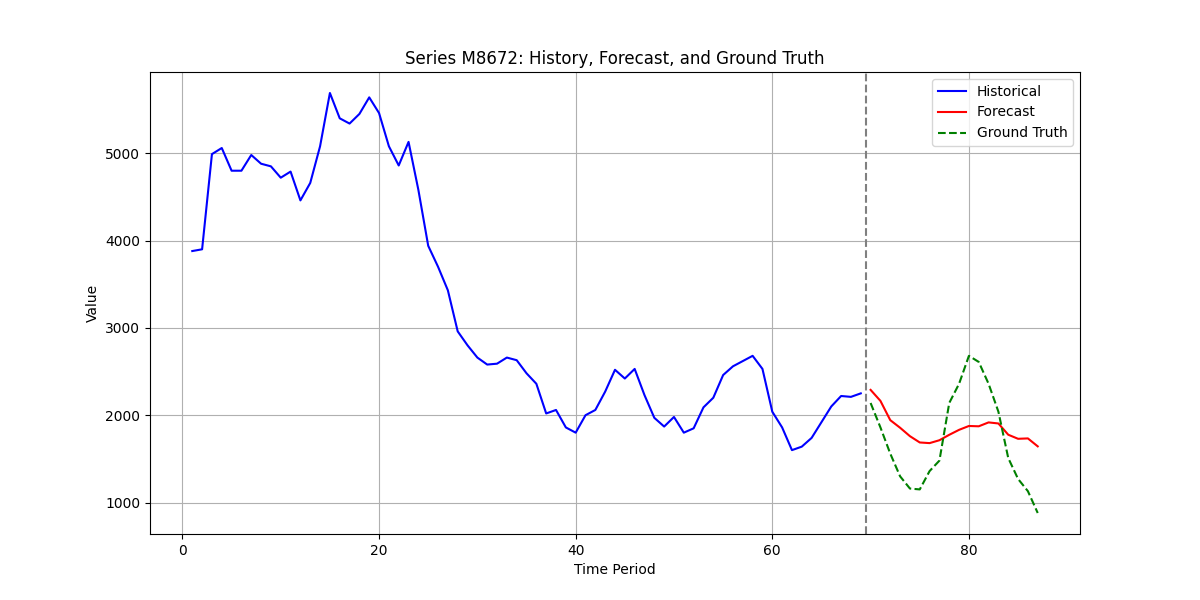 Series M8672: History, Forecast, and Ground Truth
Historical
Forecast
Ground Truth
Value
5000
4000
3000
2000
1000
0
20
40
60
80
Time Period